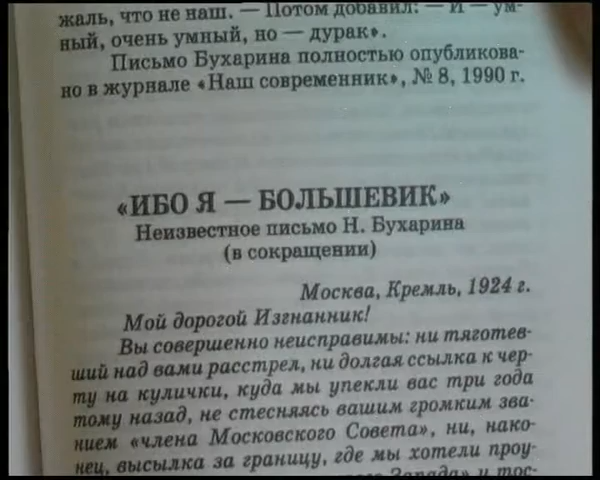 жаль, что не наш. — Потом добавил: — И — ум-
ный, очень умный, но — дурак».
Письмо Бухарина полностью опубликова-
но в журнале «Наш современник», № 8, 1990 г.
«ИБО Я — БОЛЬШЕВИК»
Неизвестное письмо Н. Бухарина
(в сокращении)
Москва, Кремль, 1924 г.
Мой дорогой Изгнанник!
Вы совершенно неисправимы: ни тяготев-
ший над вами расстрел, ни долгая ссылка к чер-
ту на кулички, куда мы упекли вас три года
тому назад, не стесняясь вашим громким зва-
нием «члена Московского Совета», ни, нако-
нец, высылка за границу, где мы хотели проу-
Запада» и тос-